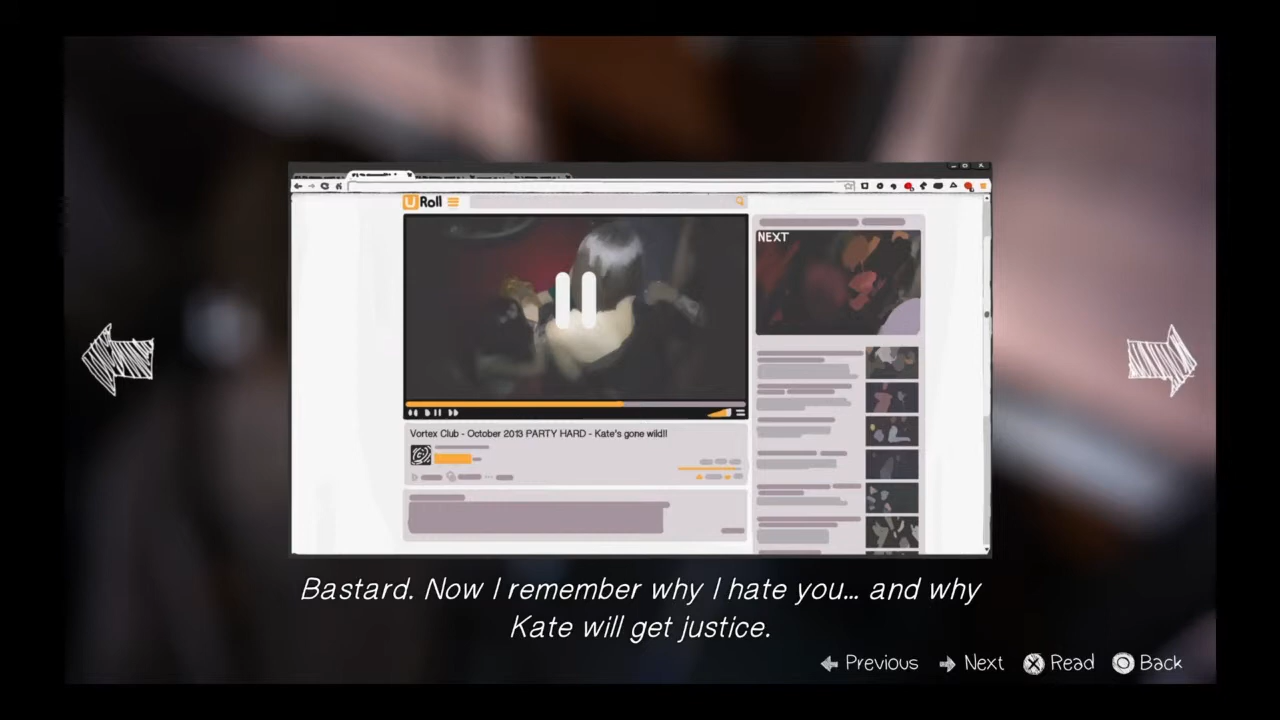 U Roll
NEXT
Vortex Club - October 2013 PARTY HARD - Kate's gone wild!!
Bastard. Now I remember why I hate you... and why
Kate will get justice.
Previous Next Read Back